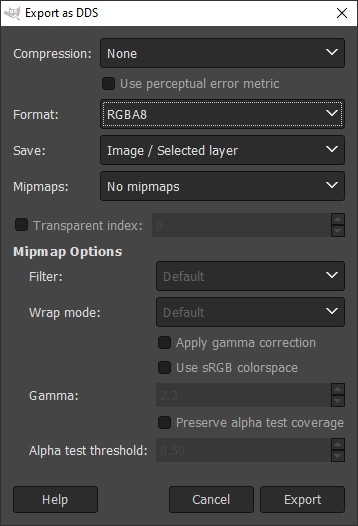 Export as DDS
Compression: None
Use perceptual error metric
Format: RGBA8
Save: Image / Selected layer
Mipmaps: No mipmaps
Transparent index: 0
Mipmap Options
Filter: Default
Wrap mode: Default
Apply gamma correction
Use sRGB colorspace
Gamma: 2.2
Preserve alpha test coverage
Alpha test threshold: 0.50
Help Cancel Export